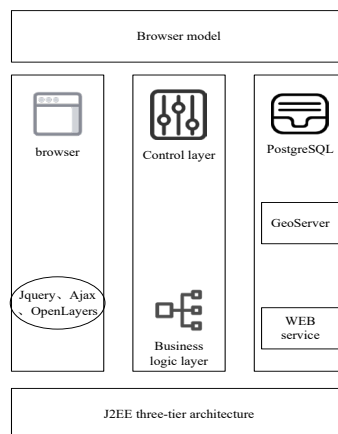 Browser model
browser
Jquery、Ajax
、OpenLayers
Control layer
Business
logic layer
PostgreSQL
GeoServer
WEB
service
J2EE three-tier architecture